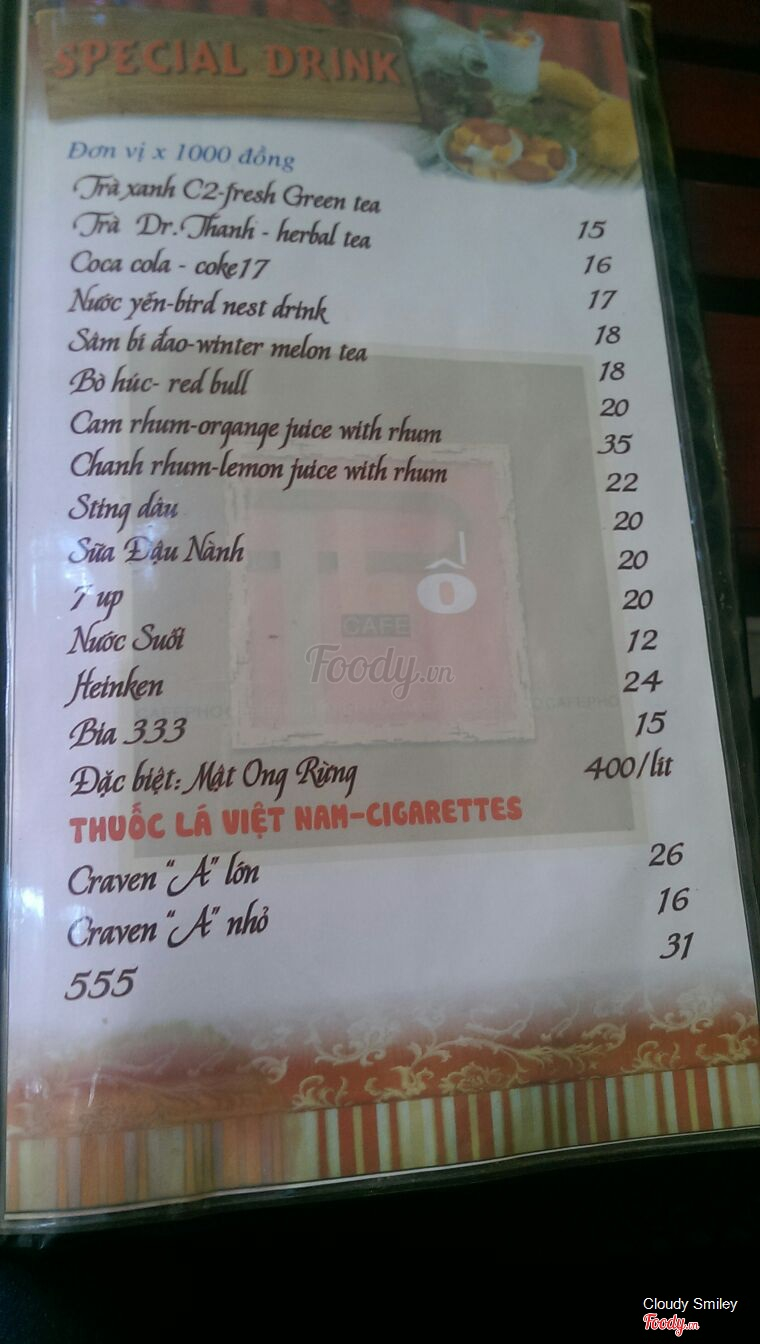 SPECIAL DRINK
Đơn vị x 1000 đồng
Trà xanh C2-fresh Green tea 15
Trà Dr.Thanh - herbal tea 16
Coca cola - coke17 17
Nước yến-bird nest drink 18
Sâm bí đao-winter melon tea 18
Bò húc- red bull 20
Cam rhum-organge juice with rhum 35
Chanh rhum-lemon juice with rhum 22
Sting dâu 20
Sữa Đậu Nành 20
7 up 20
Nước Suối 12
Heinken 24
Bia 333 15
Đặc biệt: Mật Ong Rừng 400/lít
THUỐC LÁ VIỆT NAM-CIGARETTES
Craven "A" lớn 26
Craven "A" nhỏ 16
555 31
CAFE
Foody.vn
Cloudy Smiley
Foody.vn